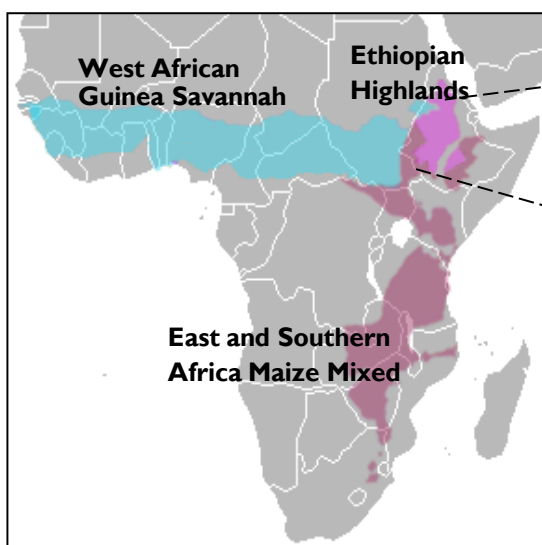 West African
Guinea Savannah
Ethiopian
Highlands
East and Southern
Africa Maize Mixed